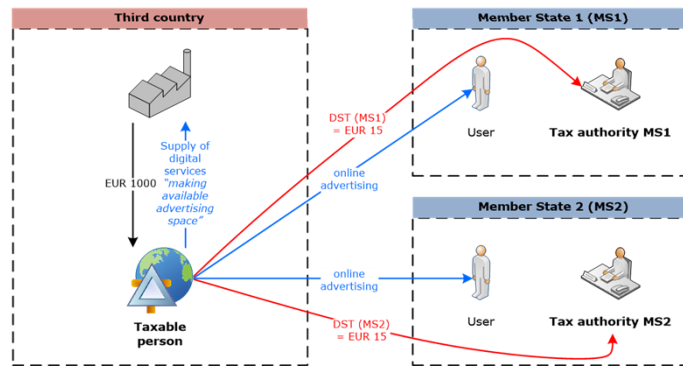 Third country
Member State 1 (MS1)
DST (MS1)
= EUR 15
User
Tax authority MS1
Supply of
digital
services
"making
available
advertising
space"
EUR 1000
online
advertising
Member State 2 (MS2)
online
advertising
Taxable
person
DST (MS2)
= EUR 15
User
Tax authority MS2